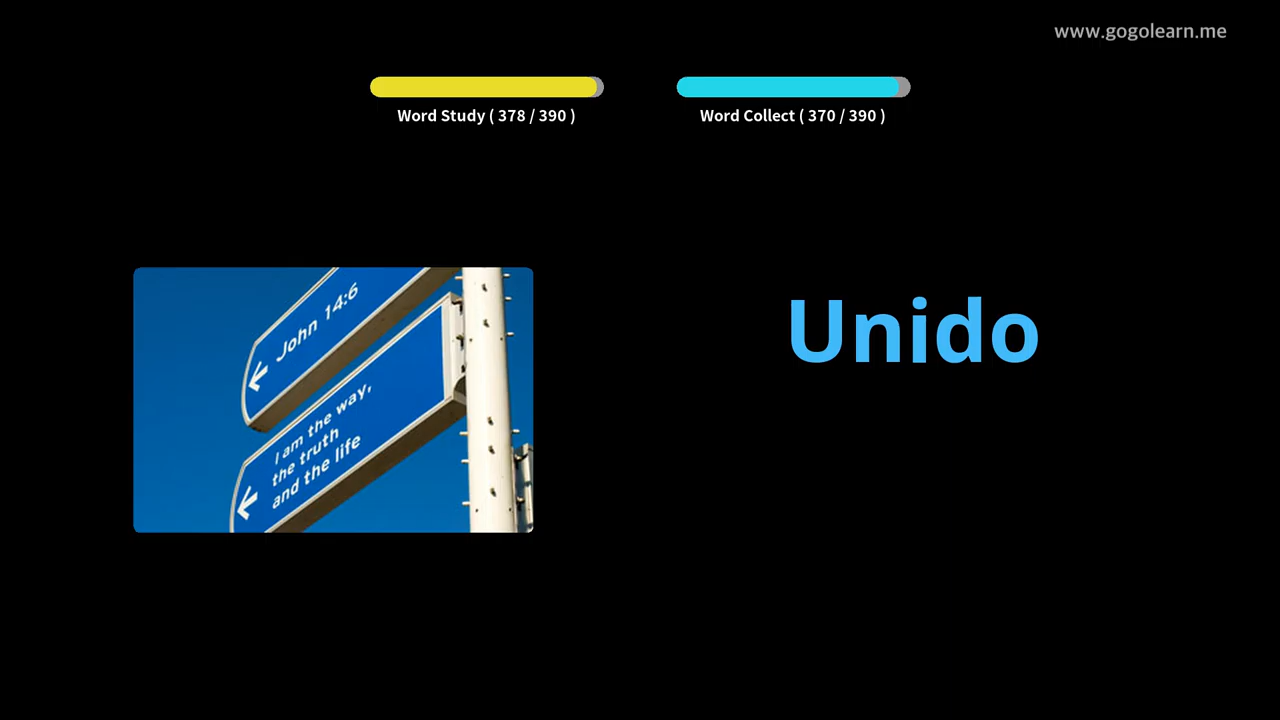 www.gogolearn.me
Word Study ( 378 / 390 )
Word Collect ( 370 / 390 )
John 14:6
I am the way,
the truth
and the life
Unido